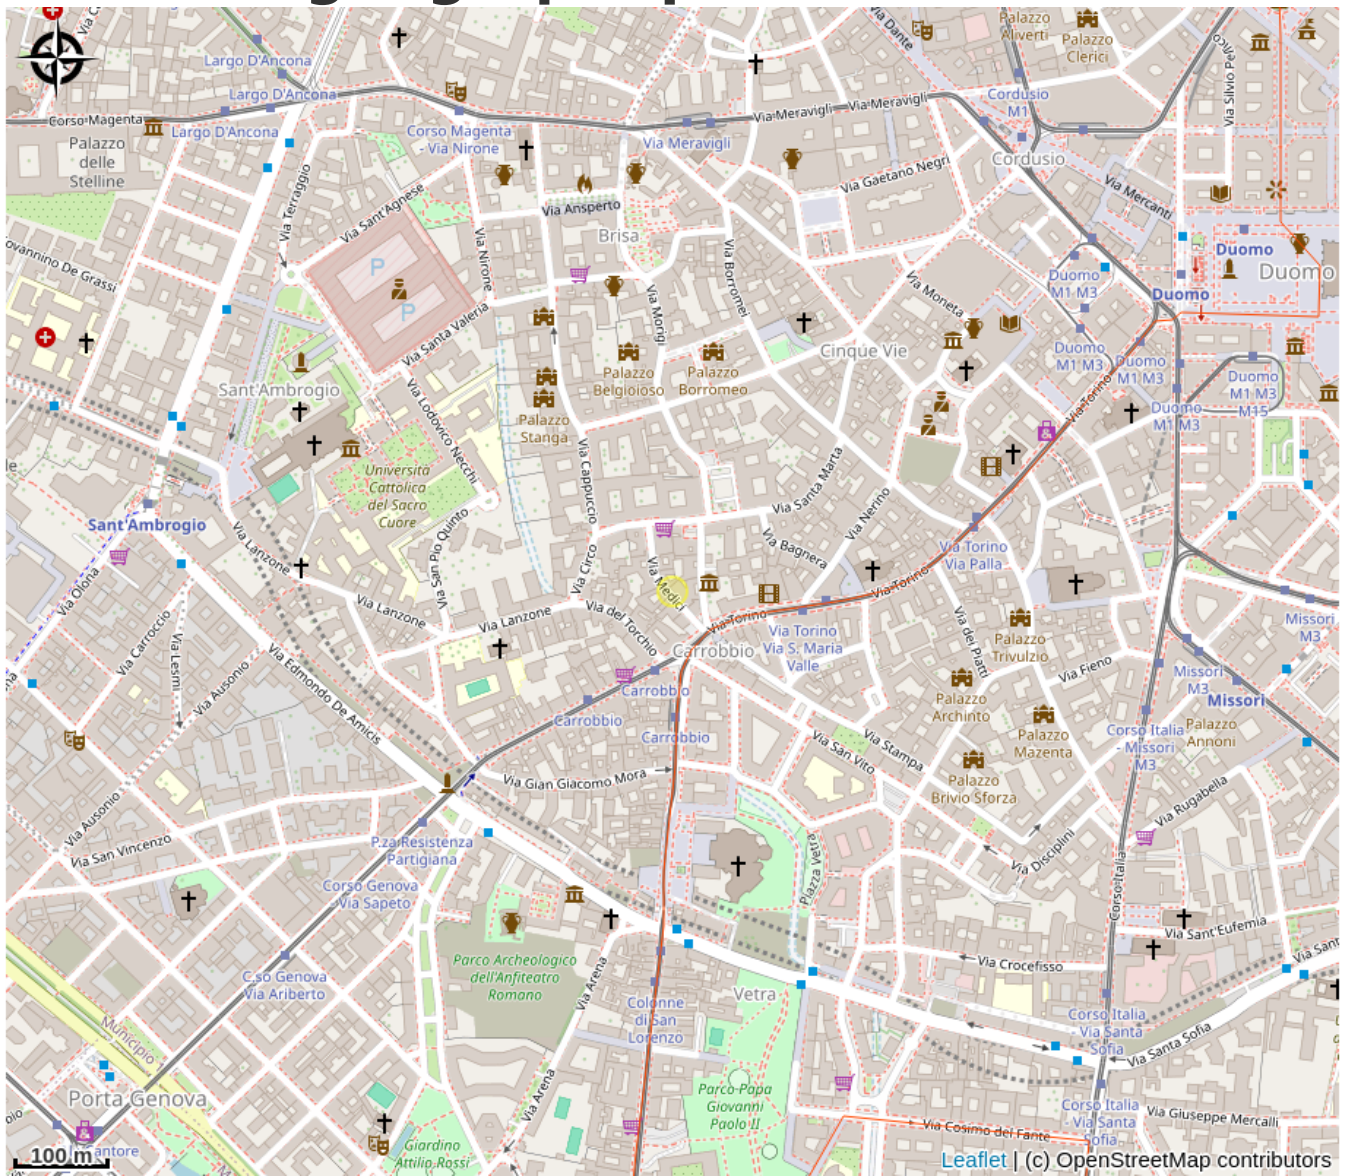 Palazzo
Aliverti
Palazzo
Clerici
Via Dante
Via Silvio Pellico
Largo D'Ancona
Largo D'Ancona
Largo D'Ancona
Corso Magenta
Palazzo
delle
Stelline
Corso Magenta
- Via Nirone
Via Meravigli
Via Meravigli
Via Meravigli
Cordusio
M1
Cordusio
Via Gaetano Negri
Via Mercanti
Via Terraggio
Via Sant'Agnese
Via Ansperto
Brisa
Via Nirone
Via Borromei
Duomo
Duomo
Duomo
M1 M3
Duomo
P
P
Via Moneta
Via Morigi
Via Santa Valeria
Cinque Vie
Duomo
M1 M3
Duomo
M1 M3
Duomo
M1 M3
M15
Duomo
M1 M3
Sant'Ambrogio
Palazzo
Belgioioso
Palazzo
Borromeo
Palazzo
Stanga
Via Lodovico Necchi
Via Torino
Università
Cattolica
del Sacro
Cuore
Via Cappuccio
Via Santa Marta
Via Nerino
Via Bagnera
Sant'Ambrogio
Via Lanzone
Via San Pio Quinto
Via Circo
Via Medici
Via Torino
Via Palla
Via Torino
Via Olona
Via Lanzone
Via Lanzone
Via del Torchio
Via Torino
Via Torino
Via S. Maria
Valle
Carrobbio
Via Carroccio
Via Lesmi
Via Ausonio
Via Edmondo De Amicis
Via dei Piatti
Palazzo
Trivulzio
Via Fieno
Missori
M3
Missori
M3
Missori
Palazzo
Archinto
Palazzo
Mazenta
Corso Italia
- Missori
M3
Palazzo
Annoni
Carrobbio
Carrobbio
Carrobbio
Via San Vito
Via Stampa
Palazzo
Brivio Sforza
Via Gian Giacomo Mora
Via Rugabella
Via Ausonio
Via San Vincenzo
P.za Resistenza
Partigiana
Piazza Vetra
Via Disciplini
Corso Italia
Corso Genova
- Via Sapeto
Via Sant'Eufemia
Parco Archeologico
dell'Anfiteatro
Romano
Via Arena
Via Crocefisso
C.so Genova
Via Ariberto
Vetra
Colonne
di San
Lorenzo
Corso Italia
- Via Santa
Sofia
Via Santa Sofia
Municipio
Porta Genova
Via Arena
Parco Papa
Giovanni
Paolo II
Corso Italia
- Via Santa
Sofia
Via Giuseppe Mercalli
Via Cosimo del Fante
Giardino
Attilio Rossi
100 m
Leaflet | (c) OpenStreetMap contributors